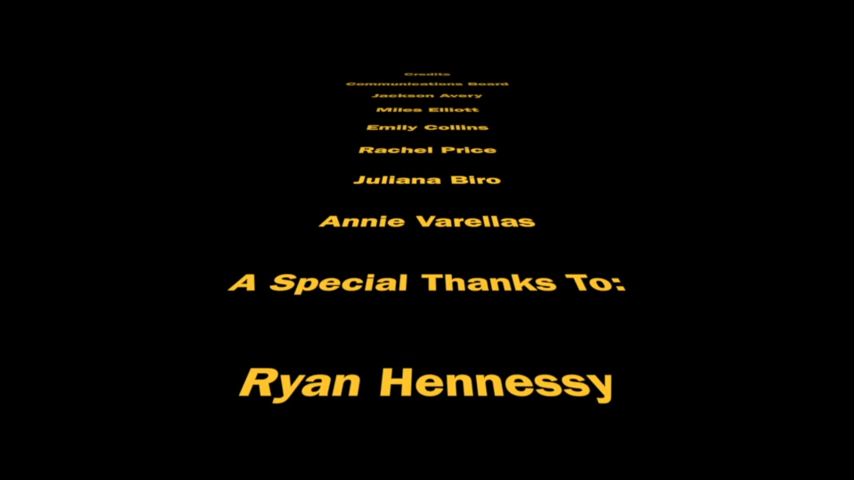 Credits
Communications Board
Jackson Avery
Miles Elliott
Emily Collins
Rachel Price
Juliana Biro
Annie Varellas
A Special Thanks To:
Ryan Hennessy